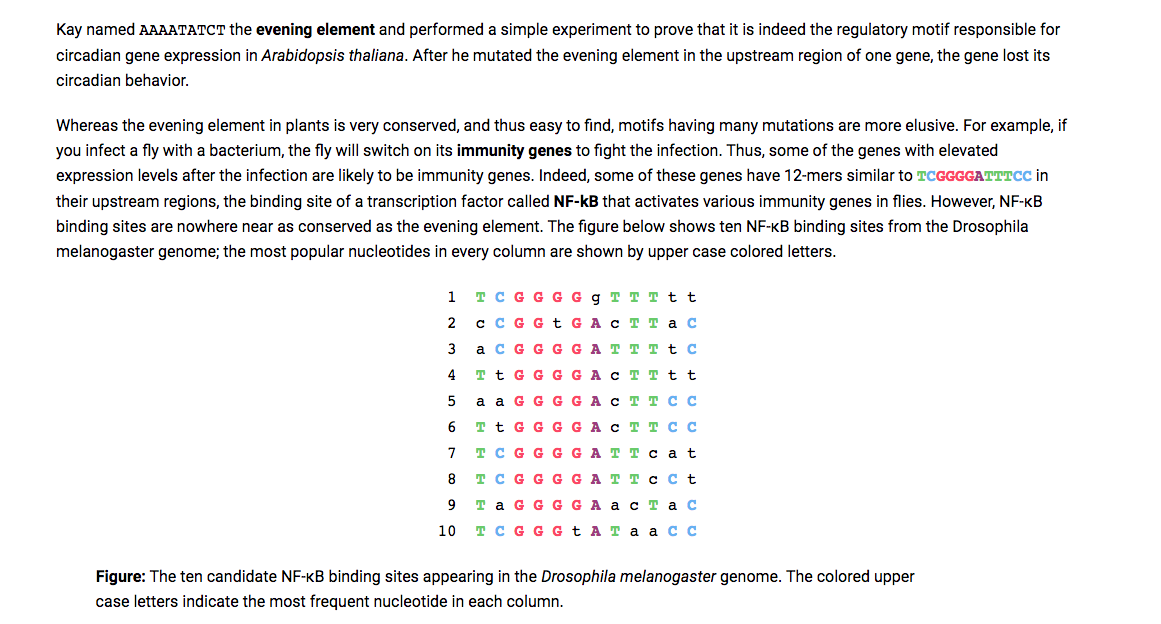 Kay named AAAATATCT the evening element and performed a simple experiment to prove that it is indeed the regulatory motif responsible for
circadian gene expression in Arabidopsis thaliana. After he mutated the evening element in the upstream region of one gene, the gene lost its
circadian behavior.
Whereas the evening element in plants is very conserved, and thus easy to find, motifs having many mutations are more elusive. For example, if
you infect a fly with a bacterium, the fly will switch on its immunity genes to fight the infection. Thus, some of the genes with elevated
expression levels after the infection are likely to be immunity genes. Indeed, some of these genes have 12-mers similar to TCGGGGATTTCC in
their upstream regions, the binding site of a transcription factor called NF-kB that activates various immunity genes in flies. However, NF-κB
binding sites are nowhere near as conserved as the evening element. The figure below shows ten NF-κB binding sites from the Drosophila
melanogaster genome; the most popular nucleotides in every column are shown by upper case colored letters.
1 T C G G G G g T T T t t
2 c C G G t G A c T T a C
3 a C G G G G A T T T t C
4 T t G G G G A c T T t t
5 a a G G G G A c T T C C
6 T t G G G G A c T T C C
7 T C G G G G A T T c a t
8 T C G G G G A T T c C t
9 T a G G G G A a c T a C
10 T C G G G t A T a a C C
Figure: The ten candidate NF-κB binding sites appearing in the Drosophila melanogaster genome. The colored upper
case letters indicate the most frequent nucleotide in each column.